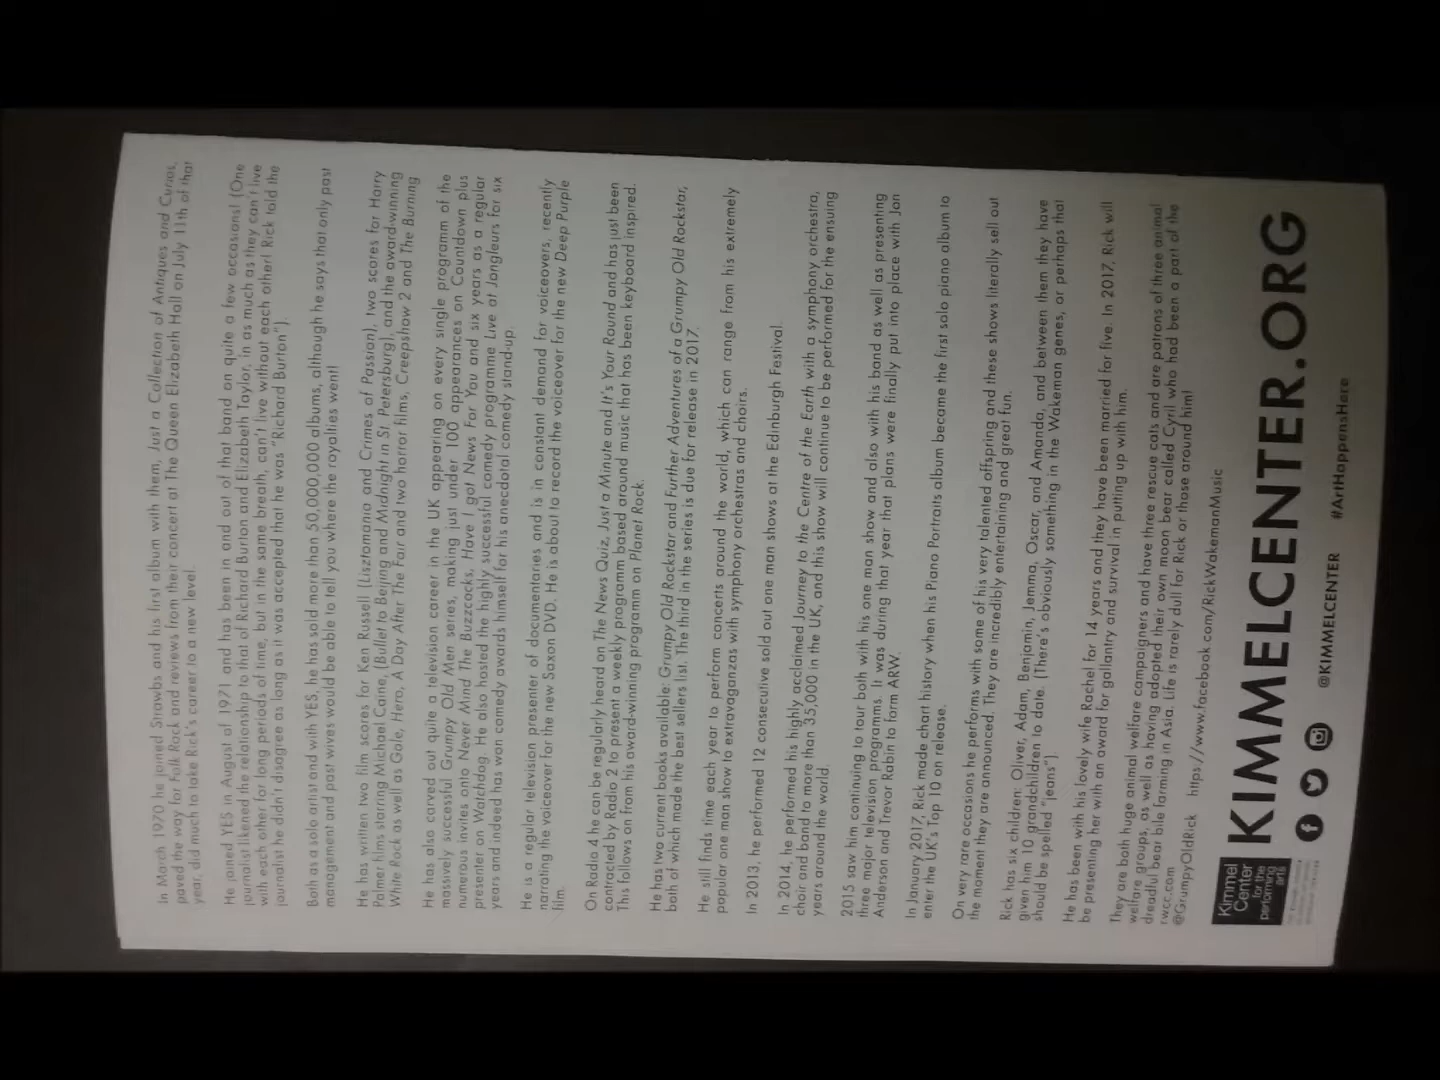 In March 1970 he joined Strawbs and his first album with them, Just a Collection of Antiques and Curios,
paved the way for Folk Rock and reviews from their concert at The Queen Elizabeth Hall on July 11th of that
year, did much to take Rick's career to a new level.
He joined YES in August of 1971 and has been in and out of that band on quite a few occasions! (One
journalist likened the relationship to that of Richard Burton and Elizabeth Taylor, in as much as they can't live
with each other for long periods of time, but in the same breath, can't live without each other! Rick told the
journalist he didn't disagree as long as it was accepted that he was "Richard Burton").
Both as a solo artist and with YES, he has sold more than 50,000,000 albums, although he says that only past
management and past wives would be able to tell you where the royalties went!
He has written two film scores for Ken Russell (Lisztomania and Crimes of Passion), two scores for Harry
Palmer films starring Michael Caine, (Bullet to Beijing and Midnight in St. Petersburg), and the award-winning
White Rock as well as Gole, Hero, A Day After The Fair and two horror films, Creepshow 2 and The Burning
He has also carved out quite a television career in the UK appearing on every single programm of the
massively successful Grumpy Old Men series, making just under 100 appearances on Countdown plus
numerous invites onto Never Mind The Buzzcocks, Have I got News For You and six years as a regular
presenter on Watchdog. He also hosted the highly successful comedy programme Live at Jongleurs for six
years and indeed has won comedy awards himself for his anecdotal comedy stand-up.
He is a regular television presenter of documentaries and is in constant demand for voiceovers, recently
narrating the voiceover for the new Saxon DVD. He is about to record the voiceover for the new Deep Purple
film.
On Radio 4 he can be regularly heard on The News Quiz, Just a Minute and It's Your Round and has just been
contracted by Radio 2 to present a weekly programm based around music that has been keyboard inspired.
This follows on from his award-winning programm on Planet Rock.
He has two current books available: Grumpy Old Rockstar and Further Adventures of a Grumpy Old Rockstar,
both of which made the best sellers list. The third in the series is due for release in 2017.
He still finds time each year to perform concerts around the world, which can range from his extremely
popular one man show to extravaganzas with symphony orchestras and choirs.
In 2013, he performed 12 consecutive sold out one man shows at the Edinburgh Festival.
In 2014, he performed his highly acclaimed Journey to the Centre of the Earth with a symphony orchestra,
choir and band to more than 35,000 in the UK, and this show will continue to be performed for the ensuing
years around the world.
2015 saw him continuing to tour both with his one man show and also with his band as well as presenting
three major television programms. It was during that year that plans were finally put into place with Jon
Anderson and Trevor Rabin to form ARW.
In January 2017, Rick made chart history when his Piano Portraits album became the first solo piano album to
enter the UK's Top 10 on release.
On very rare occasions he performs with some of his very talented offspring and these shows literally sell out
the moment they are announced. They are incredibly entertaining and great fun.
Rick has six children: Oliver, Adam, Benjamin, Jemma, Oscar, and Amanda, and between them they have
given him 10 grandchildren to date. (There's obviously something in the Wakeman genes, or perhaps that
should be spelled "jeans").
He has been with his lovely wife Rachel for 14 years and they have been married for five. In 2017, Rick will
be presenting her with an award for gallantry and survival in putting up with him.
They are both huge animal welfare campaigners and have three rescue cats and are patrons of three animal
welfare groups, as well as having adopted their own moon bear called Cyril who had been a part of the
dreadful bear bile farming in Asia. Life is rarely dull for Rick or those around him!
rwcc.com
@GrumpyOldRick https://www.facebook.com/RickWakemanMusic
Kimmel
Center
for the
performing
arts
KIMMELCENTER.ORG
@KIMMELCENTER #ArtHappensHere